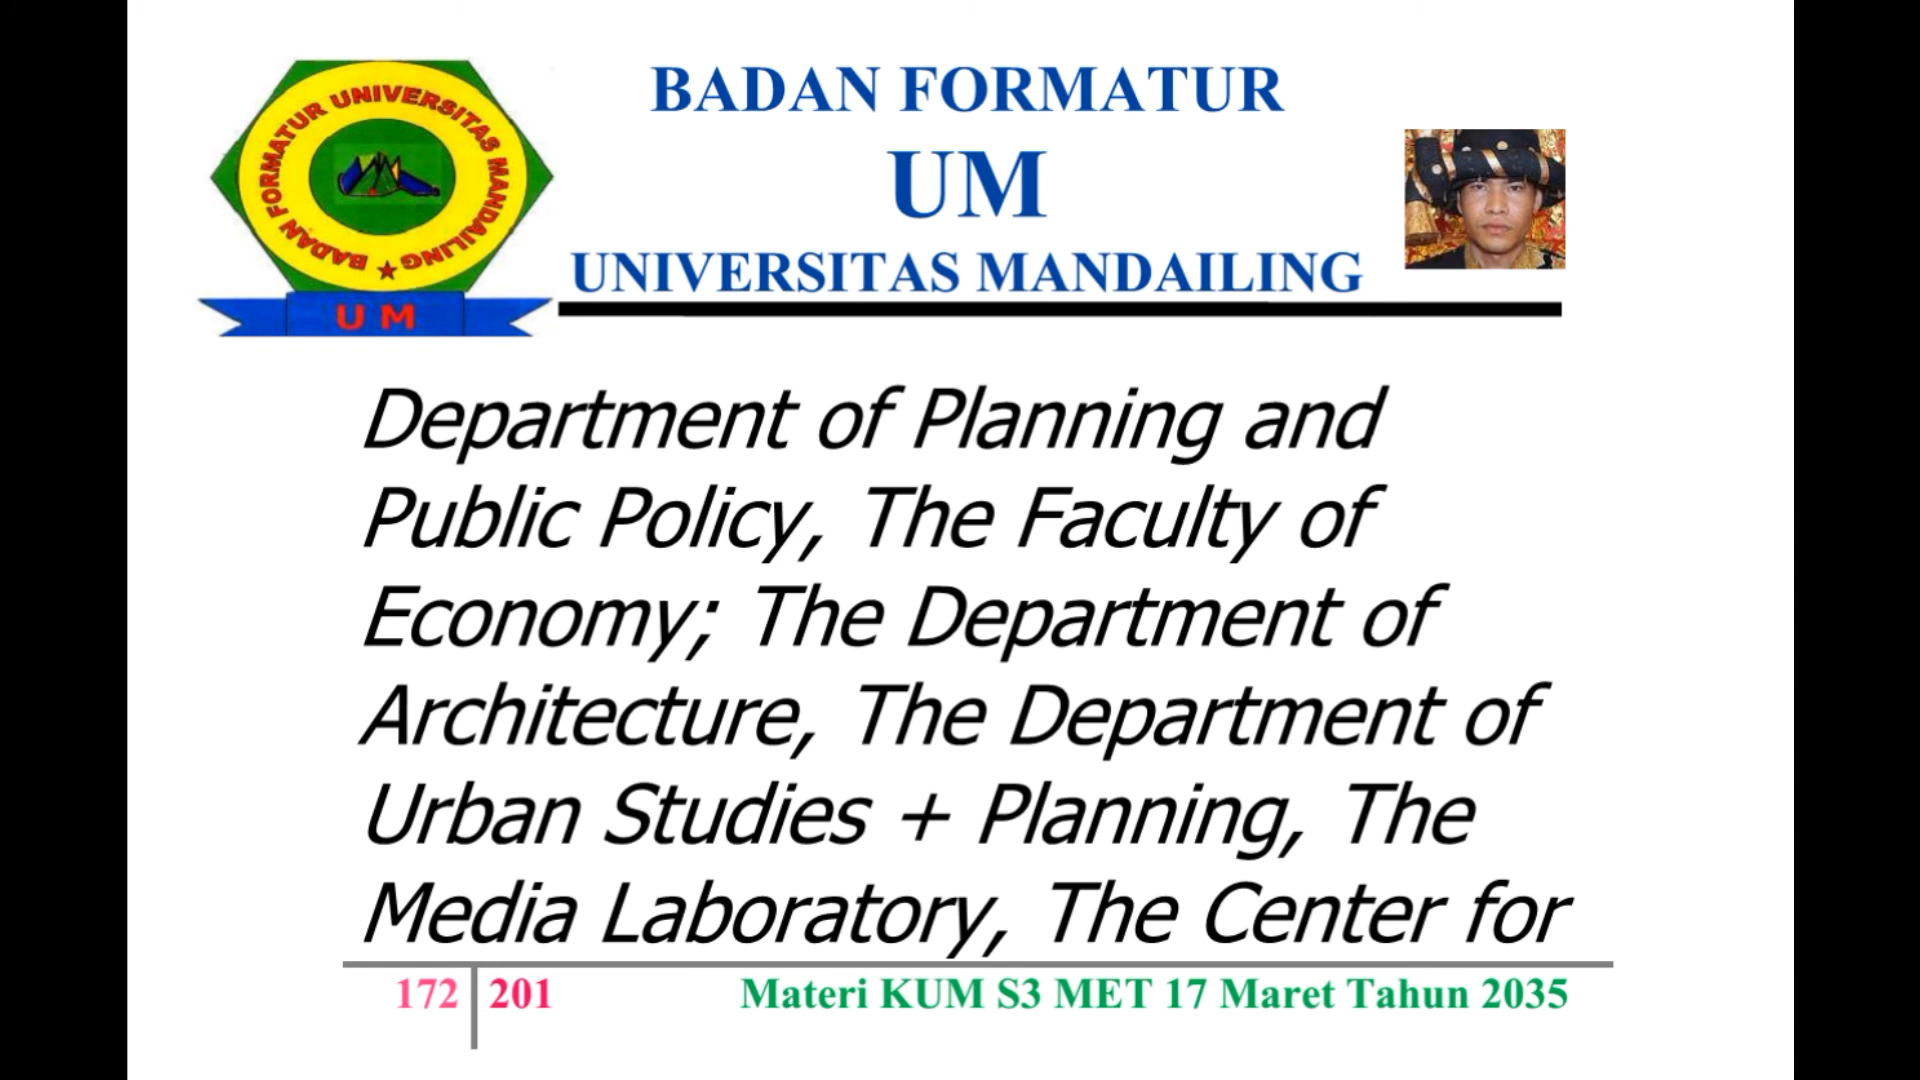 BADAN FORMATUR UNIVERSITAS MANDAILING
UM
BADAN FORMATUR
UM
UNIVERSITAS MANDAILING
Department of Planning and
Public Policy, The Faculty of
Economy; The Department of
Architecture, The Department of
Urban Studies + Planning, The
Media Laboratory, The Center for
172 201 Materi KUM S3 MET 17 Maret Tahun 2035